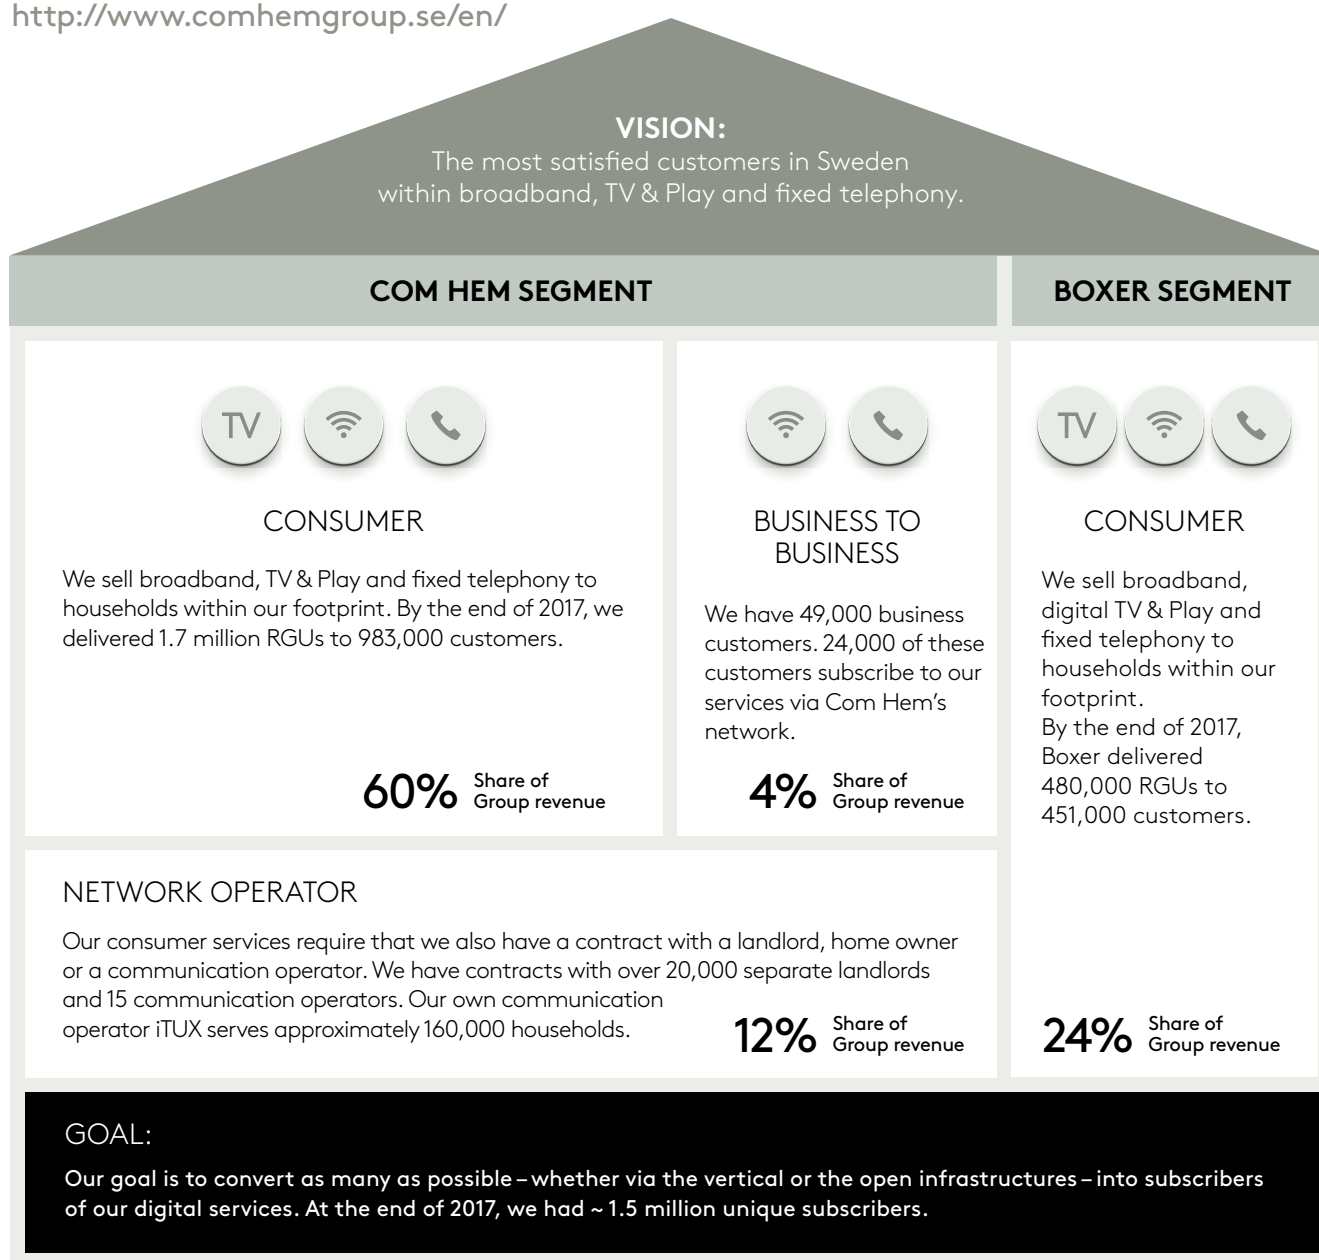 http://www.comhemgroup.se/en/
VISION:
The most satisfied customers in Sweden
within broadband, TV & Play and fixed telephony.
COM HEM SEGMENT
TV
CONSUMER
We sell broadband, TV & Play and fixed telephony to
households within our footprint. By the end of 2017, we
delivered 1.7 million RGUs to 983,000 customers.
60% Share of
Group revenue
BUSINESS TO
BUSINESS
We have 49,000 business
customers. 24,000 of these
customers subscribe to our
services via Com Hem's
network.
4% Share of
Group revenue
NETWORK OPERATOR
Our consumer services require that we also have a contract with a landlord, home owner
or a communication operator. We have contracts with over 20,000 separate landlords
and 15 communication operators. Our own communication
operator iTUX serves approximately 160,000 households.
12% Share of
Group revenue
BOXER SEGMENT
TV
CONSUMER
We sell broadband,
digital TV & Play and
fixed telephony to
households within our
footprint.
By the end of 2017,
Boxer delivered
480,000 RGUs to
451,000 customers.
24% Share of
Group revenue
GOAL:
Our goal is to convert as many as possible – whether via the vertical or the open infrastructures – into subscribers
of our digital services. At the end of 2017, we had ~ 1.5 million unique subscribers.